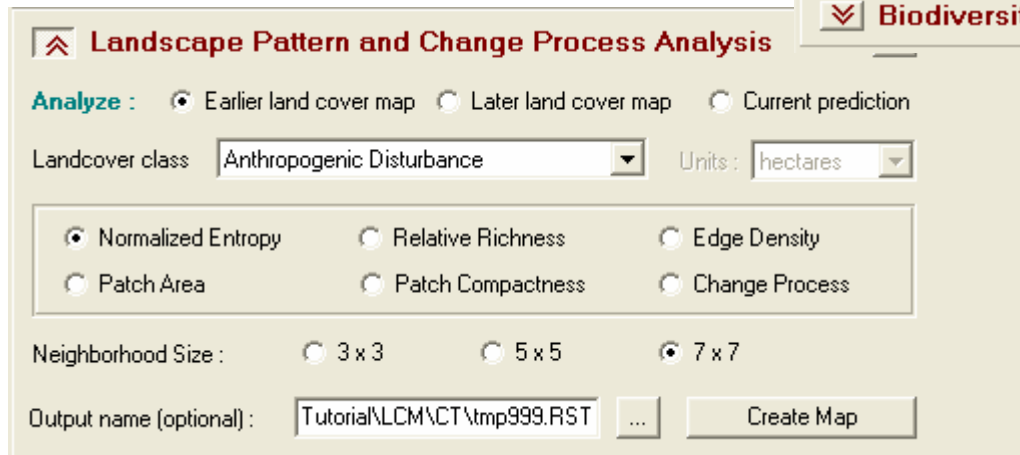 Biodiversit
Landscape Pattern and Change Process Analysis
Analyze : Earlier land cover map Later land cover map Current prediction
Landcover class Anthropogenic Disturbance Units : hectares
Normalized Entropy Relative Richness Edge Density
Patch Area Patch Compactness Change Process
Neighborhood Size : 3 x 3 5 x 5 7 x 7
Output name (optional) : Tutorial\LCM\CT\tmp999.RST ... Create Map